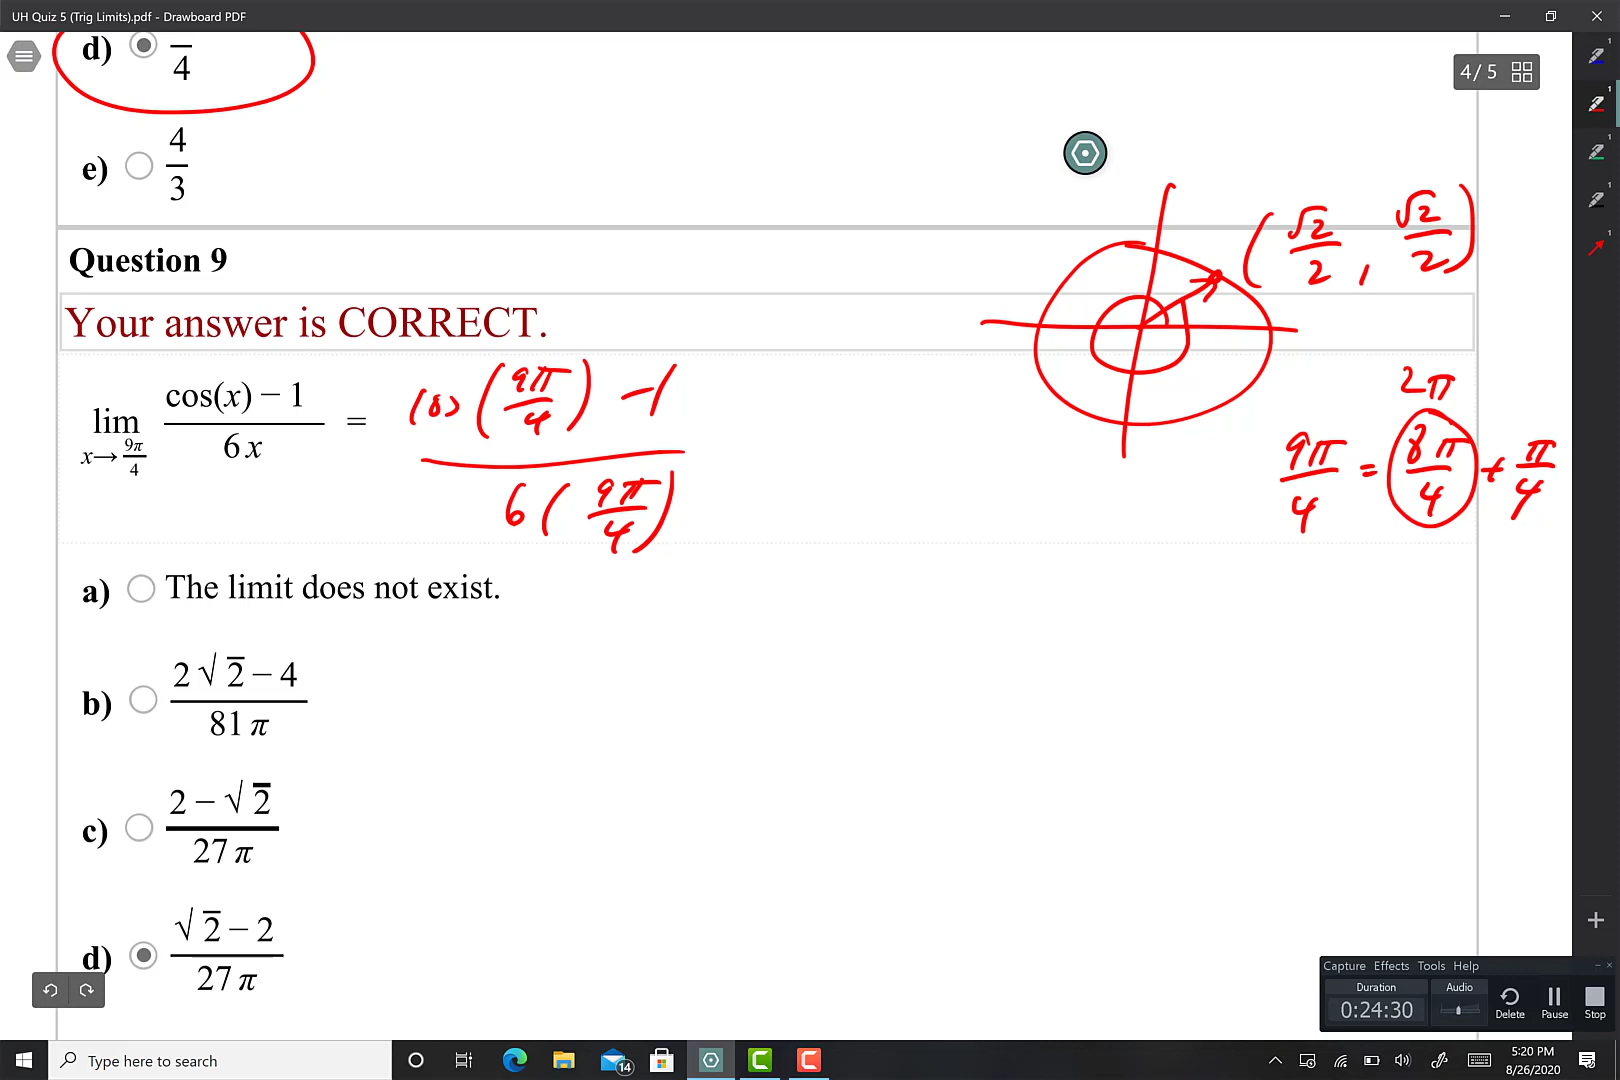 UH Quiz 5 (Trig Limits).pdf - Drawboard PDF
d) — 4
4 / 5
e) 4/3
(√2/2, √2/2)
Question 9
Your answer is CORRECT.
lim x→9π/4 (cos(x) − 1)/(6x) = (cos(9π/4) − 1)/(6(9π/4))
2π
9π/4 = 8π/4 + π/4
a) The limit does not exist.
b) (2√2 − 4)/(81π)
c) (2 − √2)/(27π)
d) (√2 − 2)/(27π)
Capture Effects Tools Help
Duration Audio
0:24:30 Delete Pause Stop
Type here to search
14
5:20 PM
8/26/2020